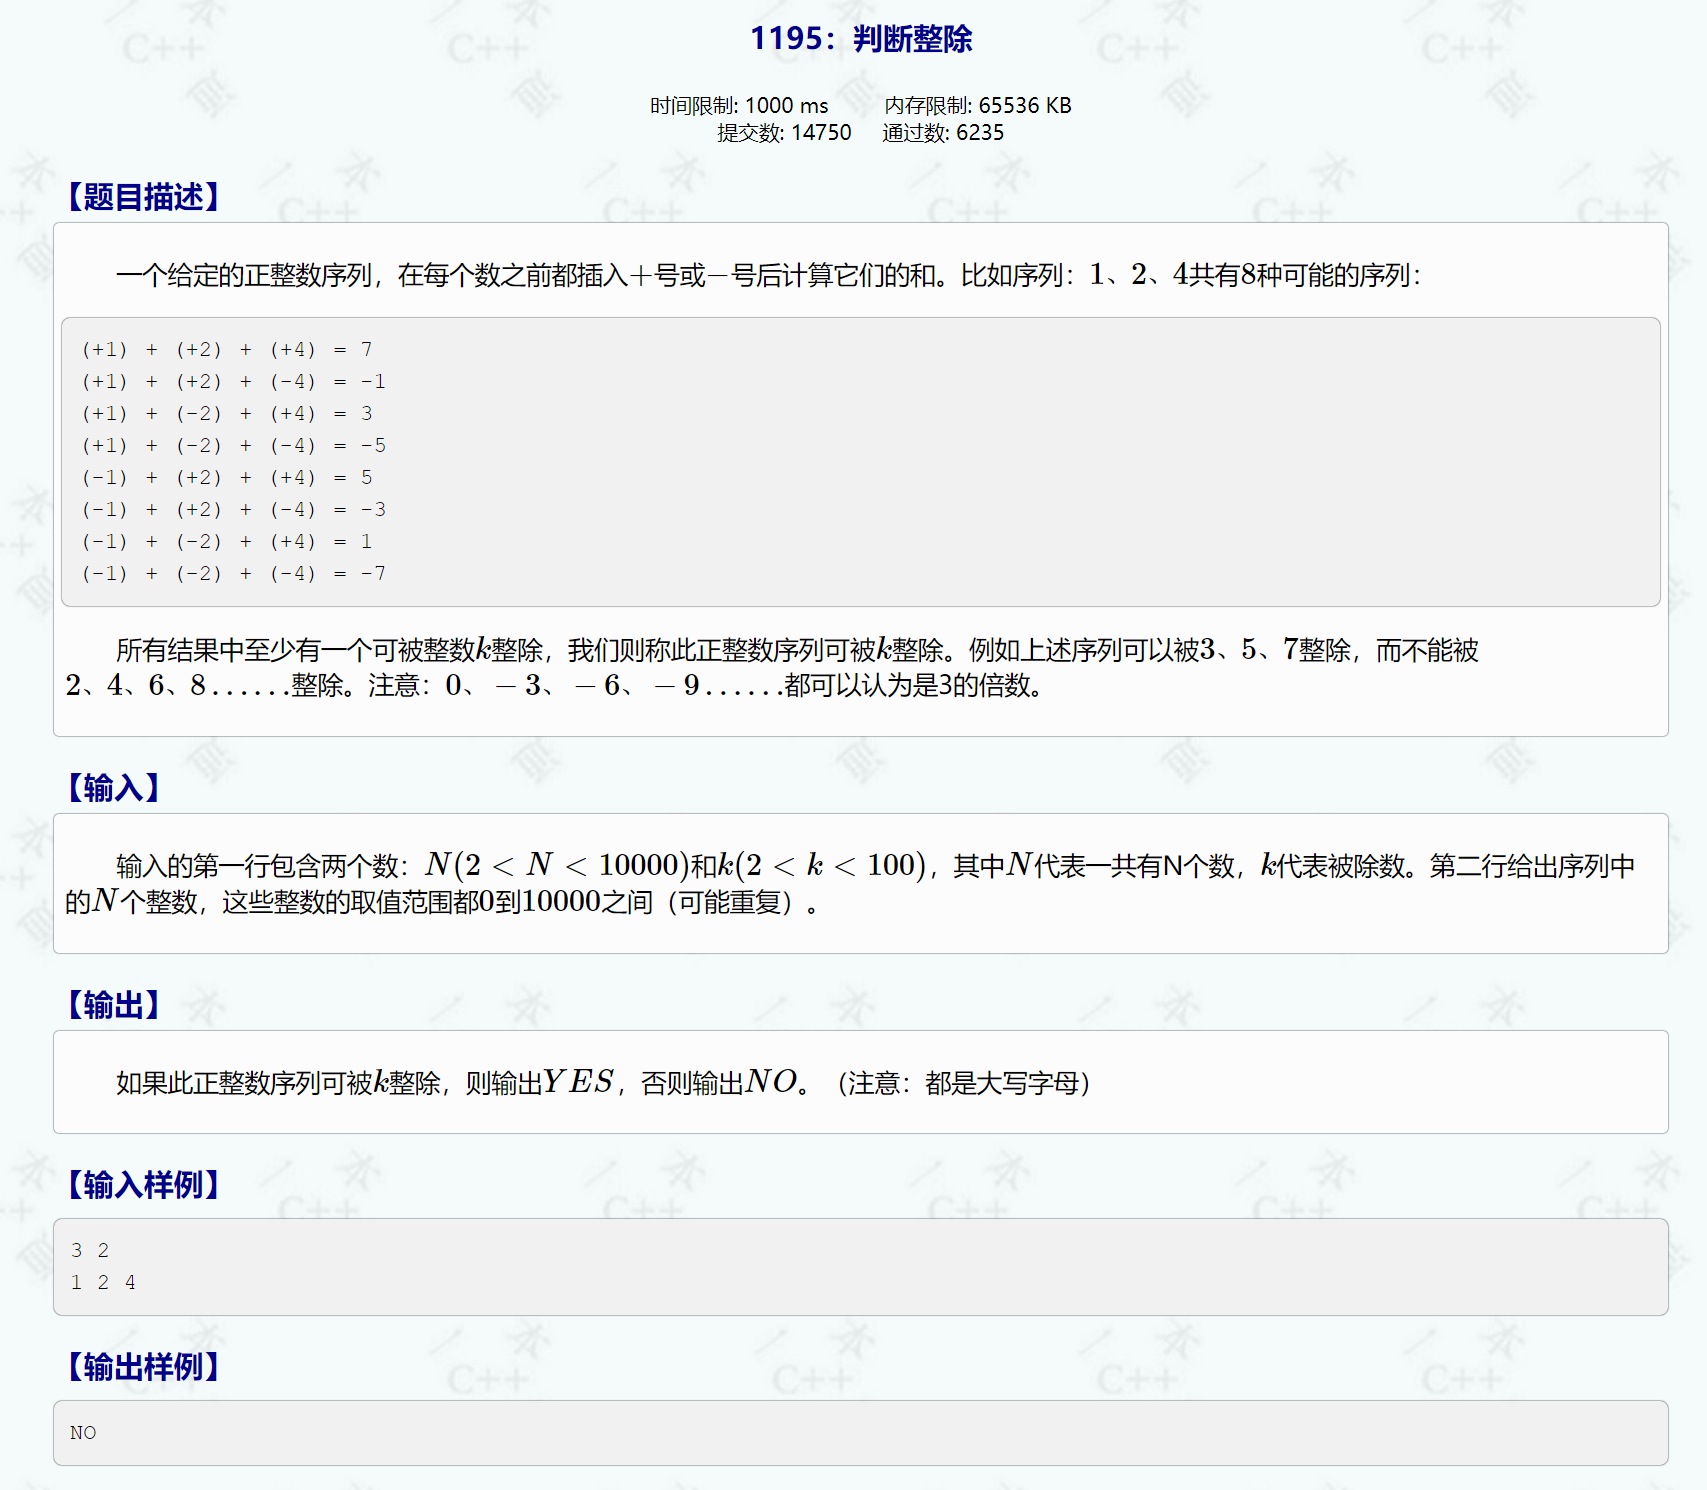 1195：判断整除
时间限制: 1000 ms 内存限制: 65536 KB
提交数: 14750 通过数: 6235
【题目描述】
一个给定的正整数序列，在每个数之前都插入+号或−号后计算它们的和。比如序列：1、2、4共有8种可能的序列：
(+1) + (+2) + (+4) = 7
(+1) + (+2) + (-4) = -1
(+1) + (-2) + (+4) = 3
(+1) + (-2) + (-4) = -5
(-1) + (+2) + (+4) = 5
(-1) + (+2) + (-4) = -3
(-1) + (-2) + (+4) = 1
(-1) + (-2) + (-4) = -7
所有结果中至少有一个可被整数k整除，我们则称此正整数序列可被k整除。例如上述序列可以被3、5、7整除，而不能被
2、4、6、8......整除。注意：0、−3、−6、−9......都可以认为是3的倍数。
【输入】
输入的第一行包含两个数：N(2 < N < 10000)和k(2 < k < 100)，其中N代表一共有N个数，k代表被除数。第二行给出序列中
的N个整数，这些整数的取值范围都0到10000之间（可能重复）。
【输出】
如果此正整数序列可被k整除，则输出YES，否则输出NO。（注意：都是大写字母）
【输入样例】
3 2
1 2 4
【输出样例】
NO